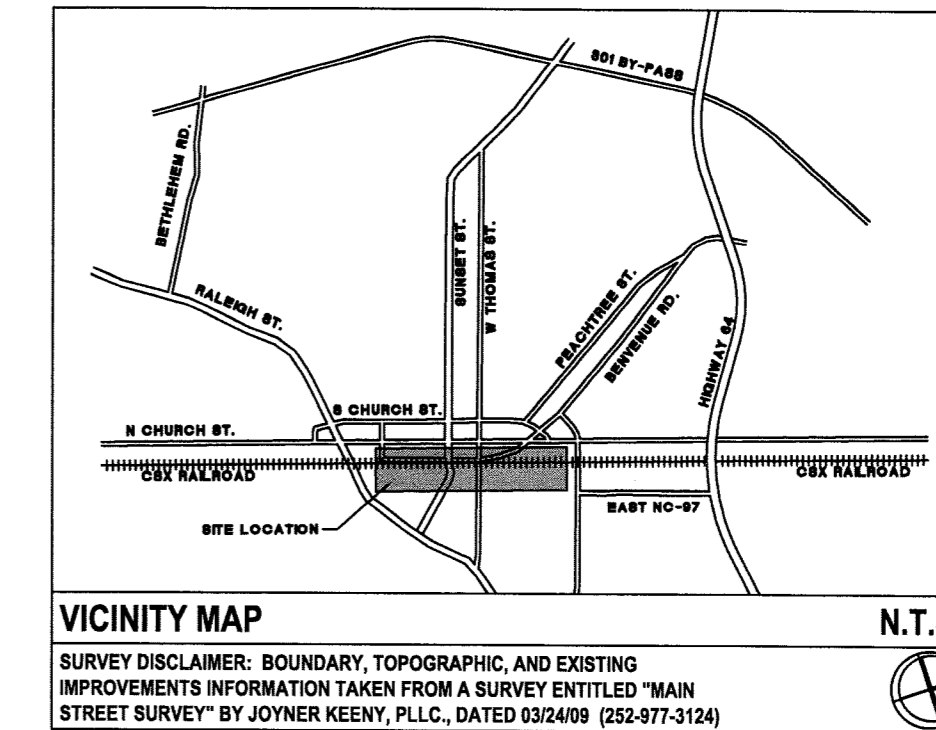 301 BY-PASS
BETHLEHEM RD.
SUNSET ST.
W THOMAS ST.
RALEIGH ST.
PEACHTREE ST.
BENVENUE RD.
HIGHWAY 64
S CHURCH ST.
N CHURCH ST.
CSX RAILROAD
CSX RAILROAD
EAST NC-97
SITE LOCATION
VICINITY MAP
N.T.
SURVEY DISCLAIMER: BOUNDARY, TOPOGRAPHIC, AND EXISTING
IMPROVEMENTS INFORMATION TAKEN FROM A SURVEY ENTITLED "MAIN
STREET SURVEY" BY JOYNER KEENY, PLLC., DATED 03/24/09 (252-977-3124)